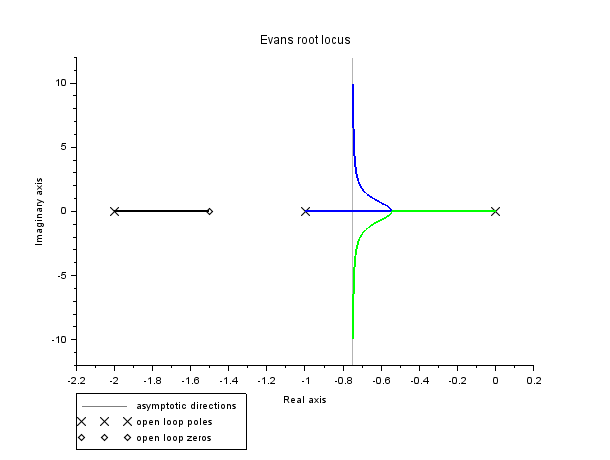 Evans root locus
10
5
0
-5
-10
Imaginary axis
-2.2 -2 -1.8 -1.6 -1.4 -1.2 -1 -0.8 -0.6 -0.4 -0.2 0 0.2
Real axis
asymptotic directions
open loop poles
open loop zeros